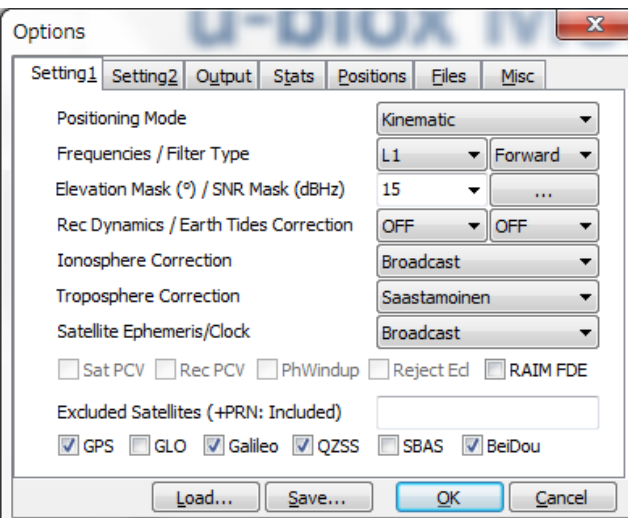 u-blox M8
Options
x
Setting1 Setting2 Output Stats Positions Files Misc
Positioning Mode Kinematic
Frequencies / Filter Type L1 Forward
Elevation Mask (°) / SNR Mask (dBHz) 15 ...
Rec Dynamics / Earth Tides Correction OFF OFF
Ionosphere Correction Broadcast
Troposphere Correction Saastamoinen
Satellite Ephemeris/Clock Broadcast
Sat PCV Rec PCV PhWindup Reject Ecl RAIM FDE
Excluded Satellites (+PRN: Included)
GPS GLO Galileo QZSS SBAS BeiDou
Load... Save... OK Cancel